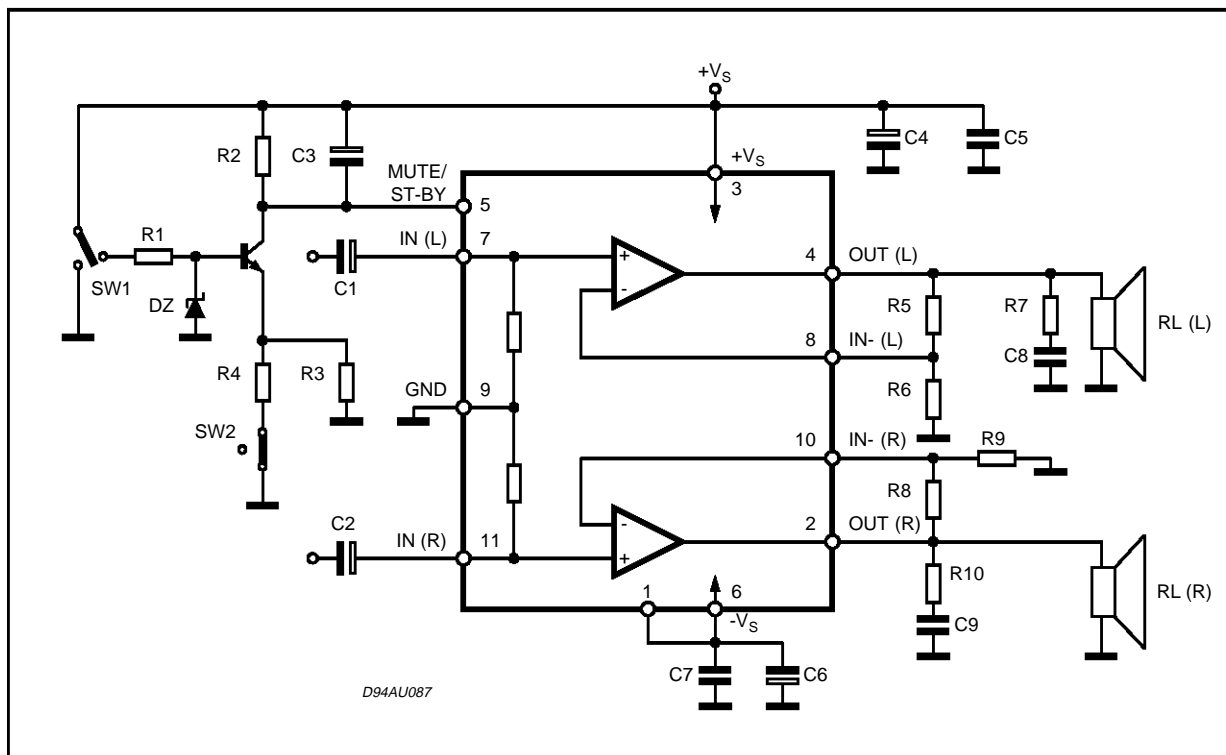 +VS
C4
C5
R2
C3
+VS
MUTE/
ST-BY
3
5
R1
IN (L)
7
+
4
OUT (L)
SW1
C1
-
DZ
R5
R7
RL (L)
8
IN- (L)
C8
R4
R3
GND
9
R6
SW2
10
IN- (R)
R9
R8
C2
-
2
OUT (R)
IN (R)
11
+
R10
1
6
RL (R)
-VS
C9
C7
C6
D94AU087